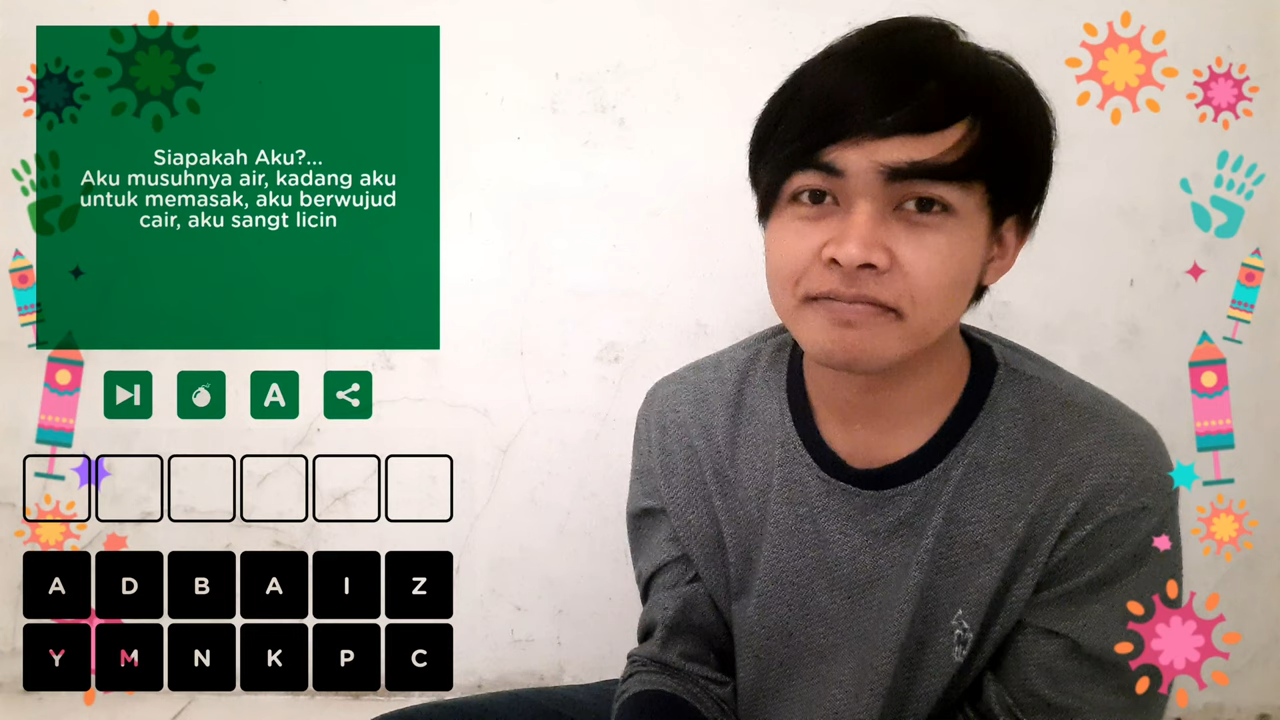 Siapakah Aku?...
Aku musuhnya air, kadang aku
untuk memasak, aku berwujud
cair, aku sangt licin
A
A D B A I Z
Y M N K P C